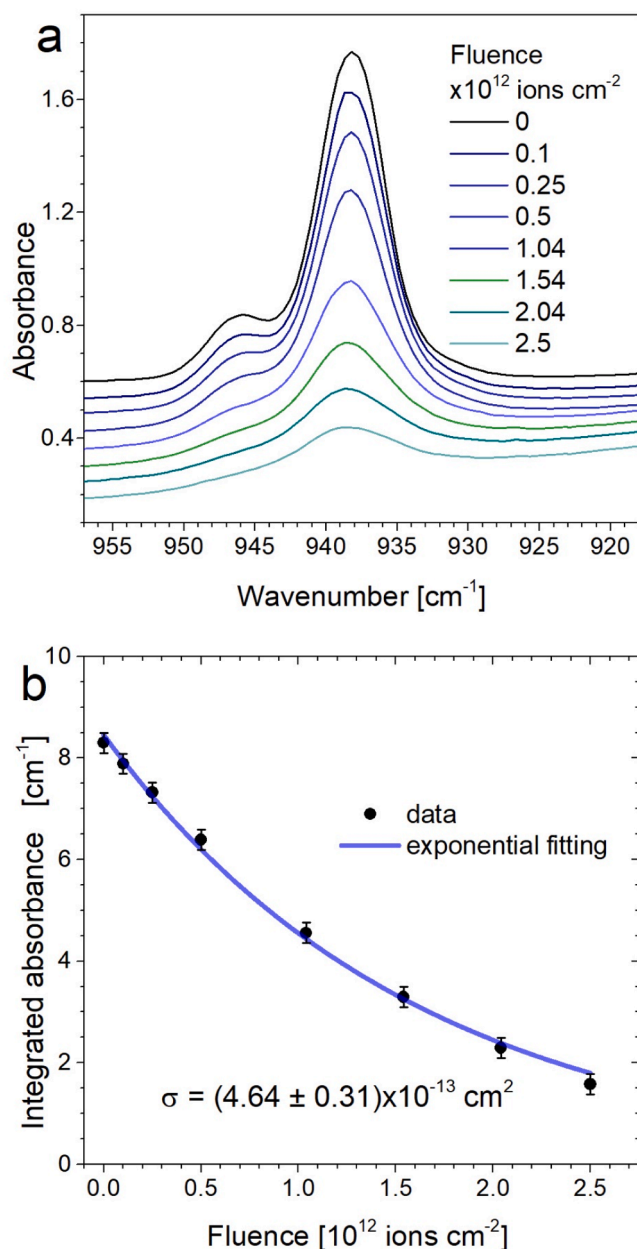 a
Fluence
x10¹² ions cm⁻²
0
0.1
0.25
0.5
1.04
1.54
2.04
2.5
Absorbance
1.6
1.2
0.8
0.4
955 950 945 940 935 930 925 920
Wavenumber [cm⁻¹]
b
Integrated absorbance [cm⁻¹]
10
8
6
4
2
0
data
exponential fitting
σ = (4.64 ± 0.31)x10⁻¹³ cm²
0.0 0.5 1.0 1.5 2.0 2.5
Fluence [10¹² ions cm⁻²]